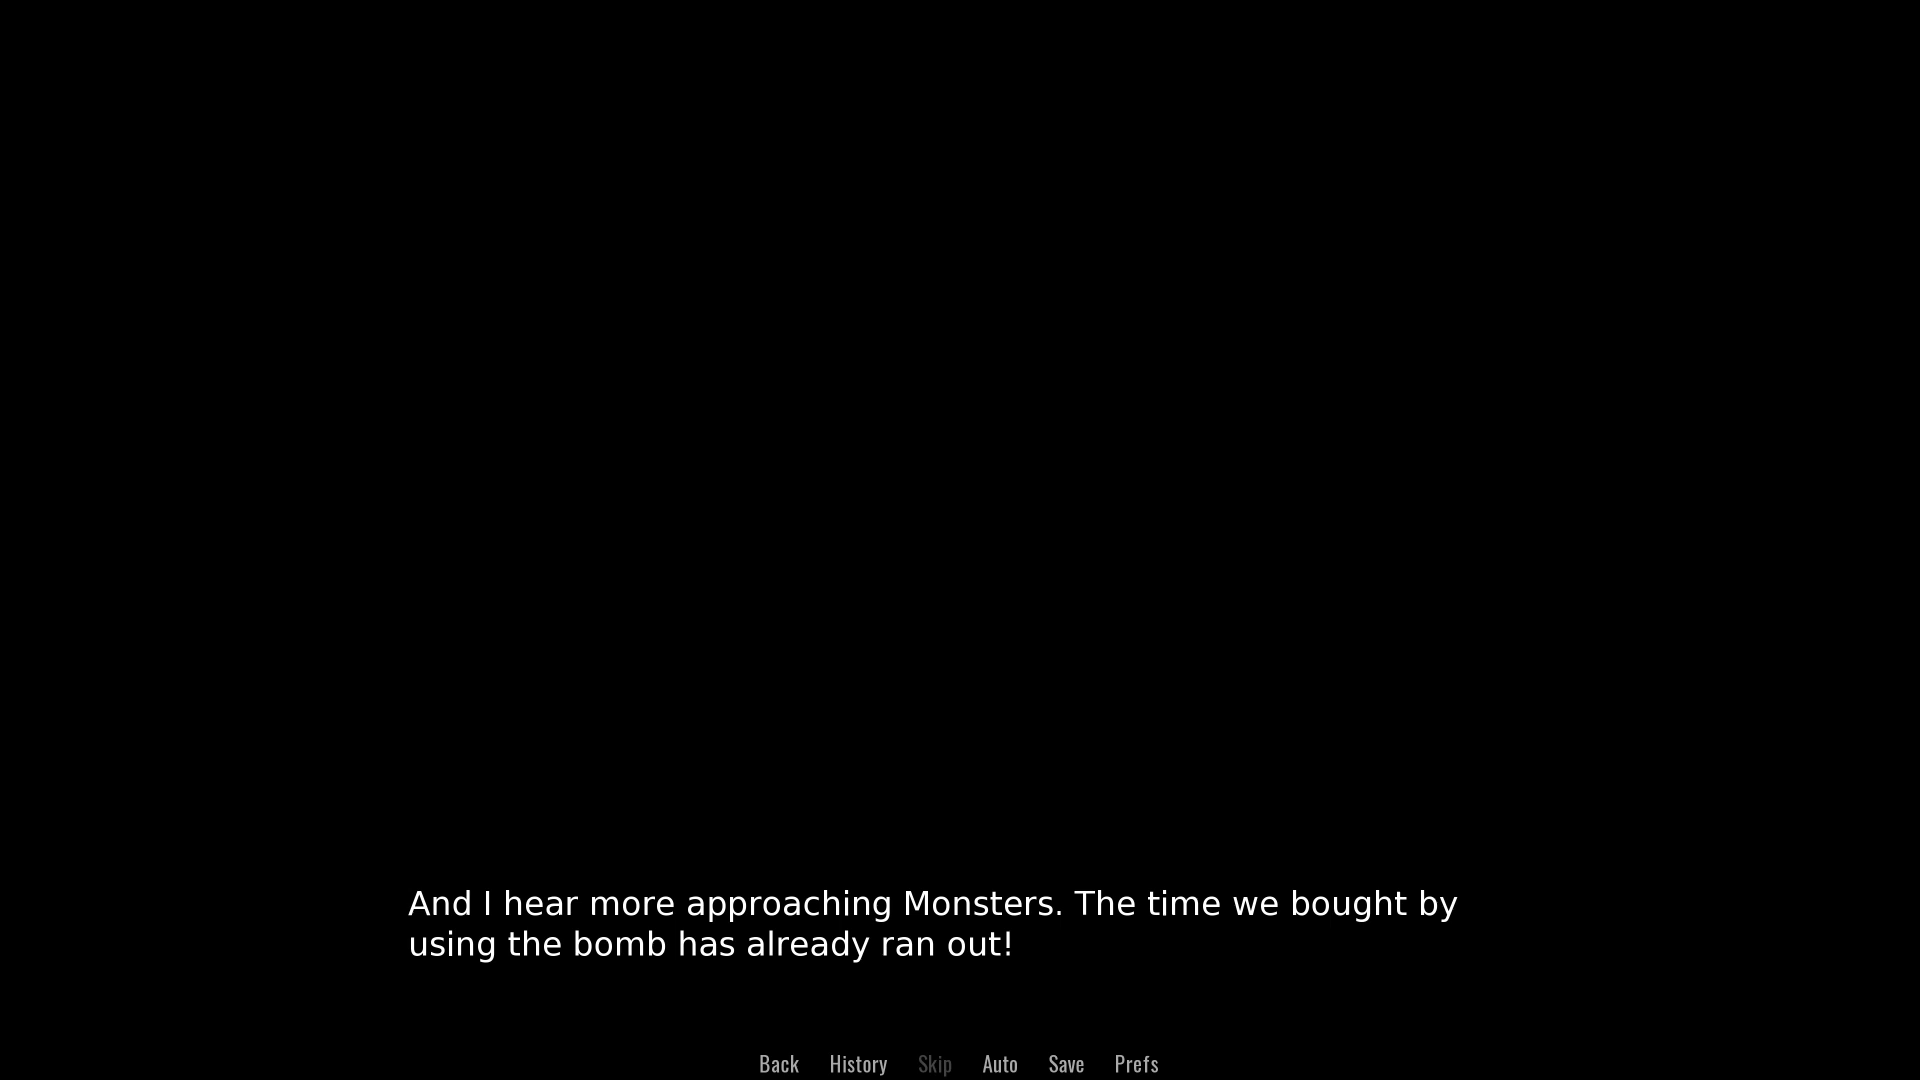 And I hear more approaching Monsters. The time we bought by
using the bomb has already ran out!
Back History Skip Auto Save Prefs